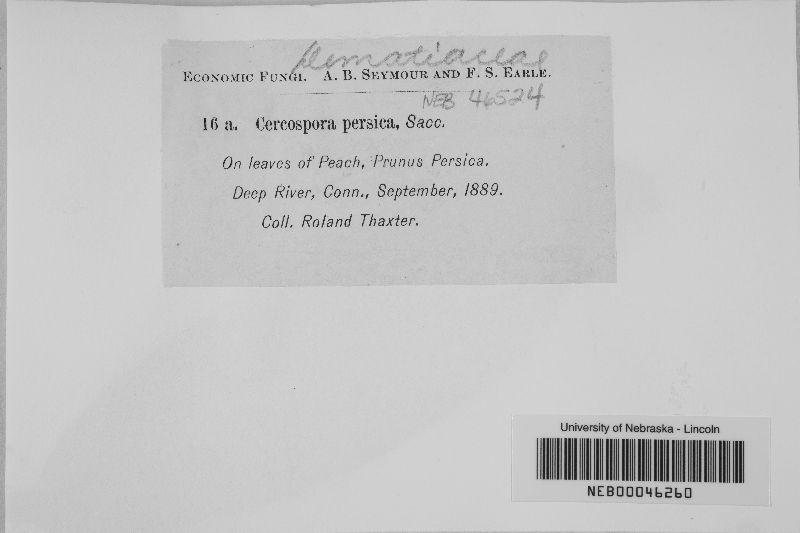 Dematiaceae
ECONOMIC FUNGI. A. B. SEYMOUR AND F. S. EARLE.
NEB 46524
16 a. Cercospora persica, Sacc.
On leaves of Peach, Prunus Persica.
Deep River, Conn., September, 1889.
Coll. Roland Thaxter.
University of Nebraska - Lincoln
NEB00046260